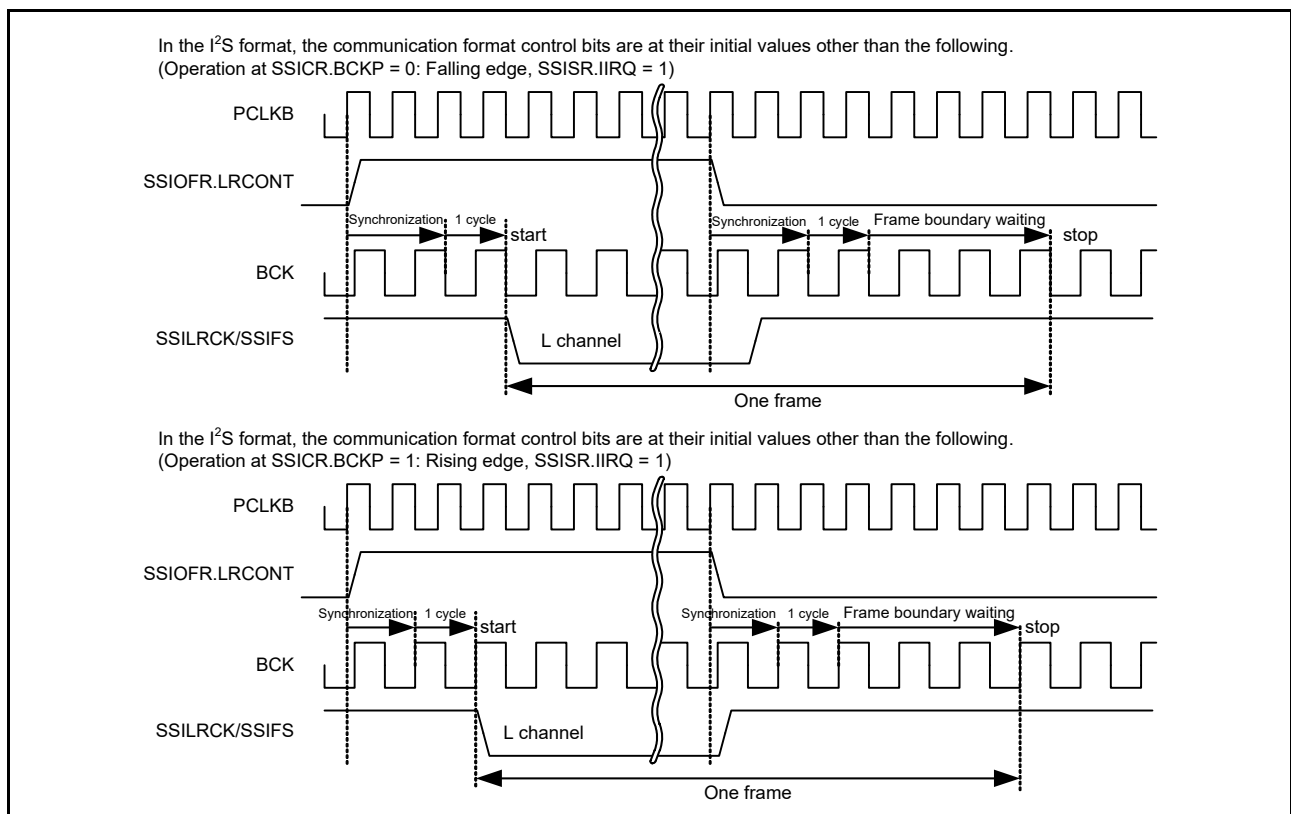 In the I²S format, the communication format control bits are at their initial values other than the following.
(Operation at SSICR.BCKP = 0: Falling edge, SSISR.IIRQ = 1)
PCLKB
SSIOFR.LRCONT
Synchronization 1 cycle start Synchronization 1 cycle Frame boundary waiting stop
BCK
SSILRCK/SSIFS L channel
One frame
In the I²S format, the communication format control bits are at their initial values other than the following.
(Operation at SSICR.BCKP = 1: Rising edge, SSISR.IIRQ = 1)
PCLKB
SSIOFR.LRCONT
Synchronization 1 cycle start Synchronization 1 cycle Frame boundary waiting stop
BCK
SSILRCK/SSIFS L channel
One frame